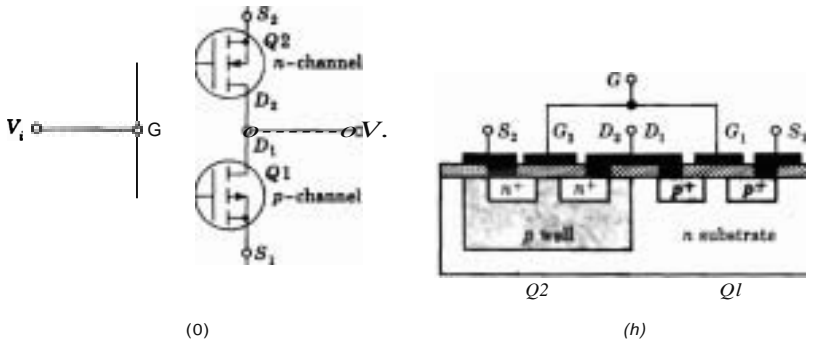 S₂
Q2
n-channel
D₂
Vᵢ G V.
D₁
Q1
p-channel
S₁
(0)
G
S₂ G₂ D₂ D₁ G₁ S₁
n⁺ n⁺ p⁺ p⁺
p well n substrate
Q2 Ql
(h)